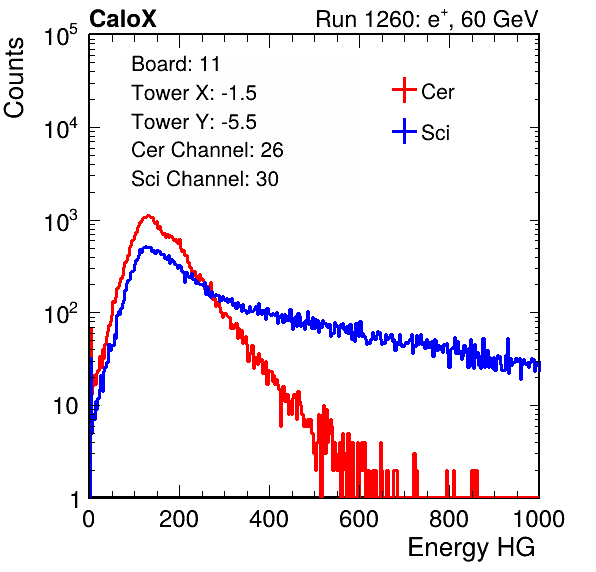 CaloX Run 1260: e⁺, 60 GeV
Counts
Board: 11
Tower X: -1.5
Tower Y: -5.5
Cer Channel: 26
Sci Channel: 30
Cer
Sci
10⁵
10⁴
10³
10²
10
1
0 200 400 600 800 1000
Energy HG